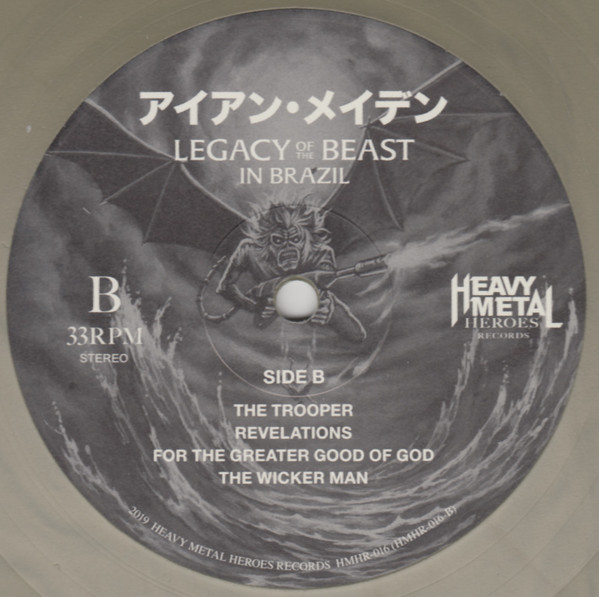 アイアン・メイデン
LEGACY OF THE BEAST
IN BRAZIL
B
33RPM
STEREO
HEAVY
METAL
HEROES
RECORDS
SIDE B
THE TROOPER
REVELATIONS
FOR THE GREATER GOOD OF GOD
THE WICKER MAN
2019 HEAVY METAL HEROES RECORDS HMHR-016 (HMHR-016-B)